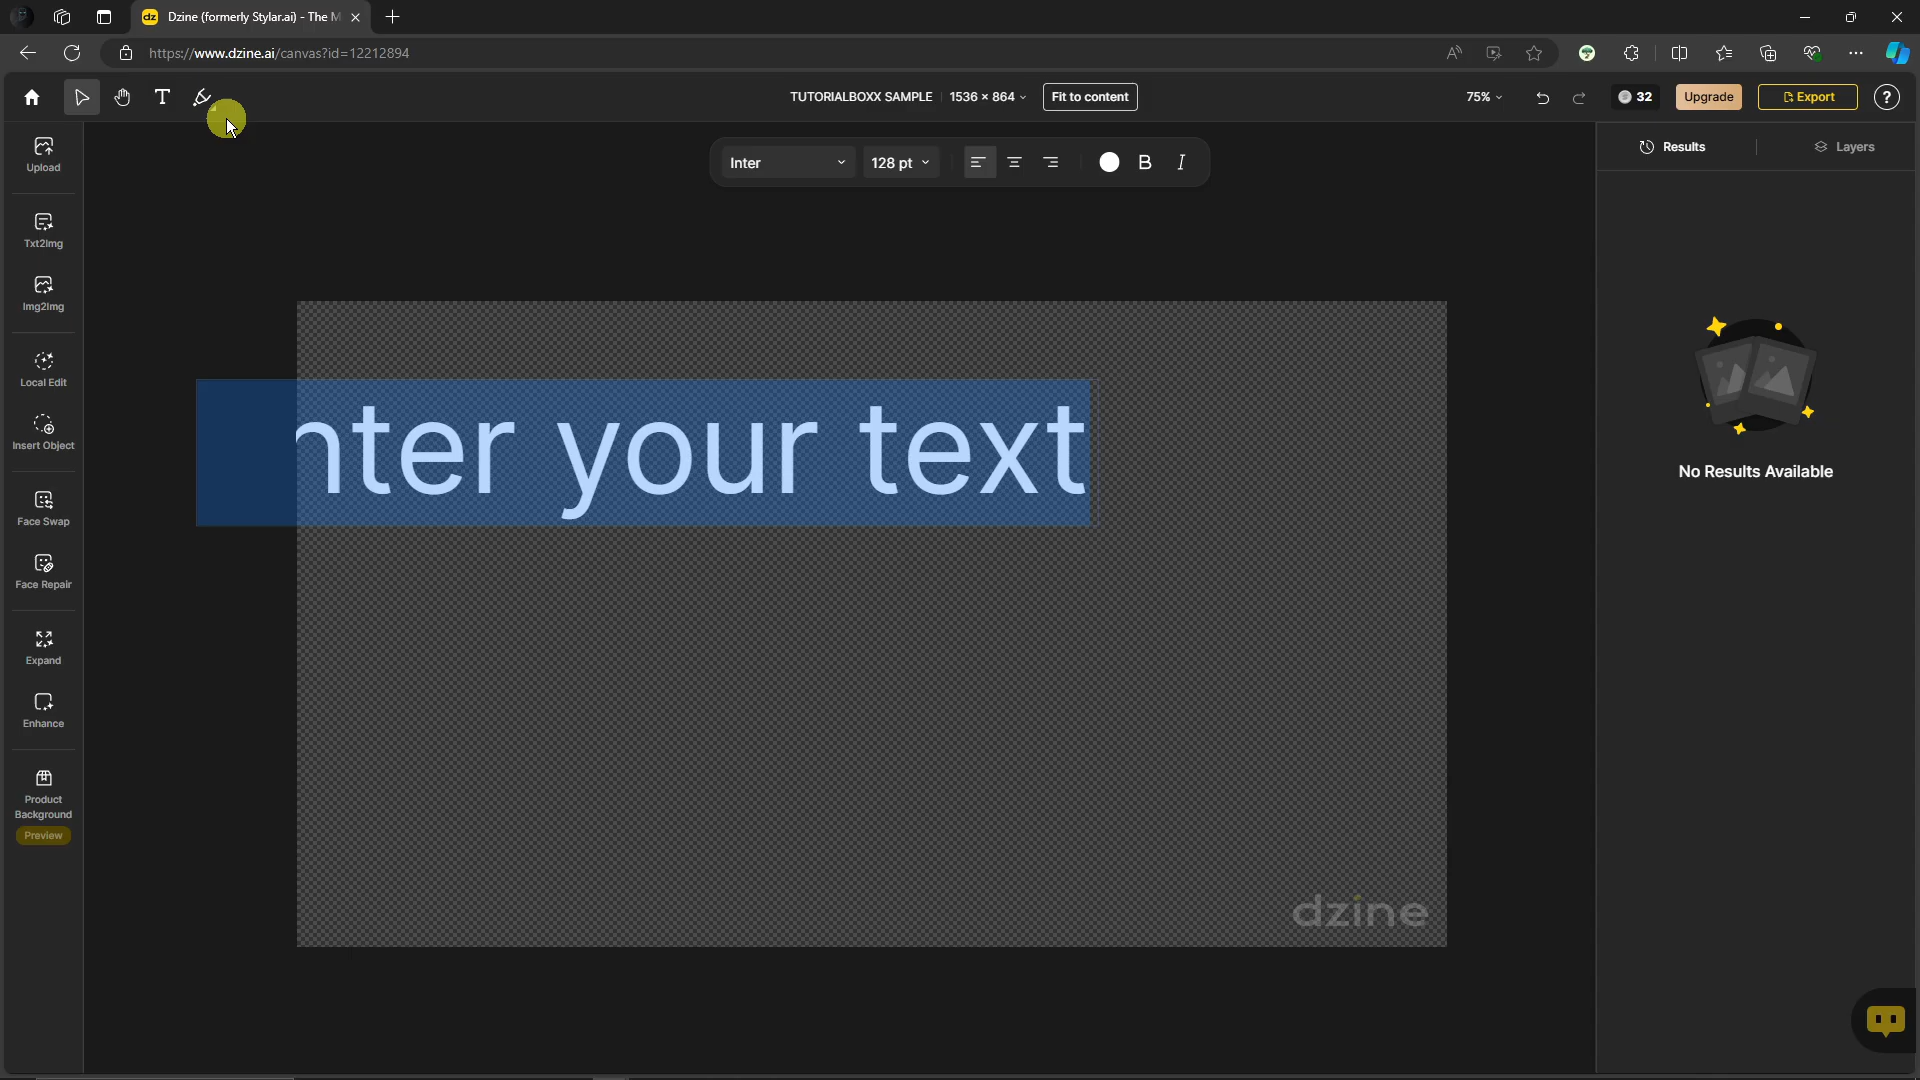 dz Dzine (formerly Stylar.ai) - The M
https://www.dzine.ai/canvas?id=12212894
TUTORIALBOXX SAMPLE 1536 × 864 Fit to content 75% 32 Upgrade Export ?
Upload
Txt2Img
Img2Img
Local Edit
Insert Object
Face Swap
Face Repair
Expand
Enhance
Product
Background
Preview
Inter 128 pt B I
nter your text
dzine
Results Layers
No Results Available